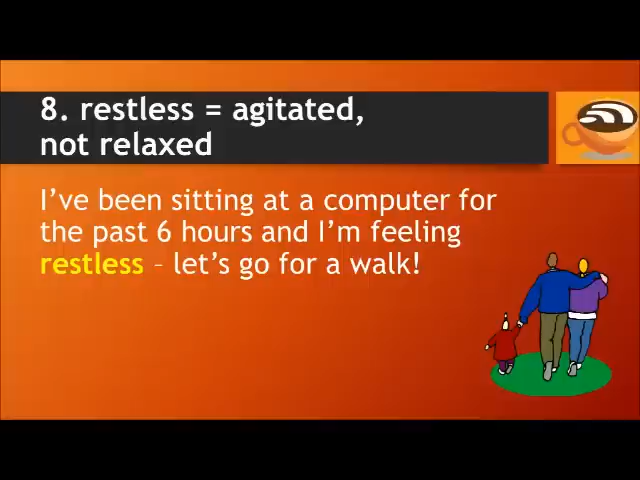 8. restless = agitated,
not relaxed
I’ve been sitting at a computer for
the past 6 hours and I’m feeling
restless – let’s go for a walk!